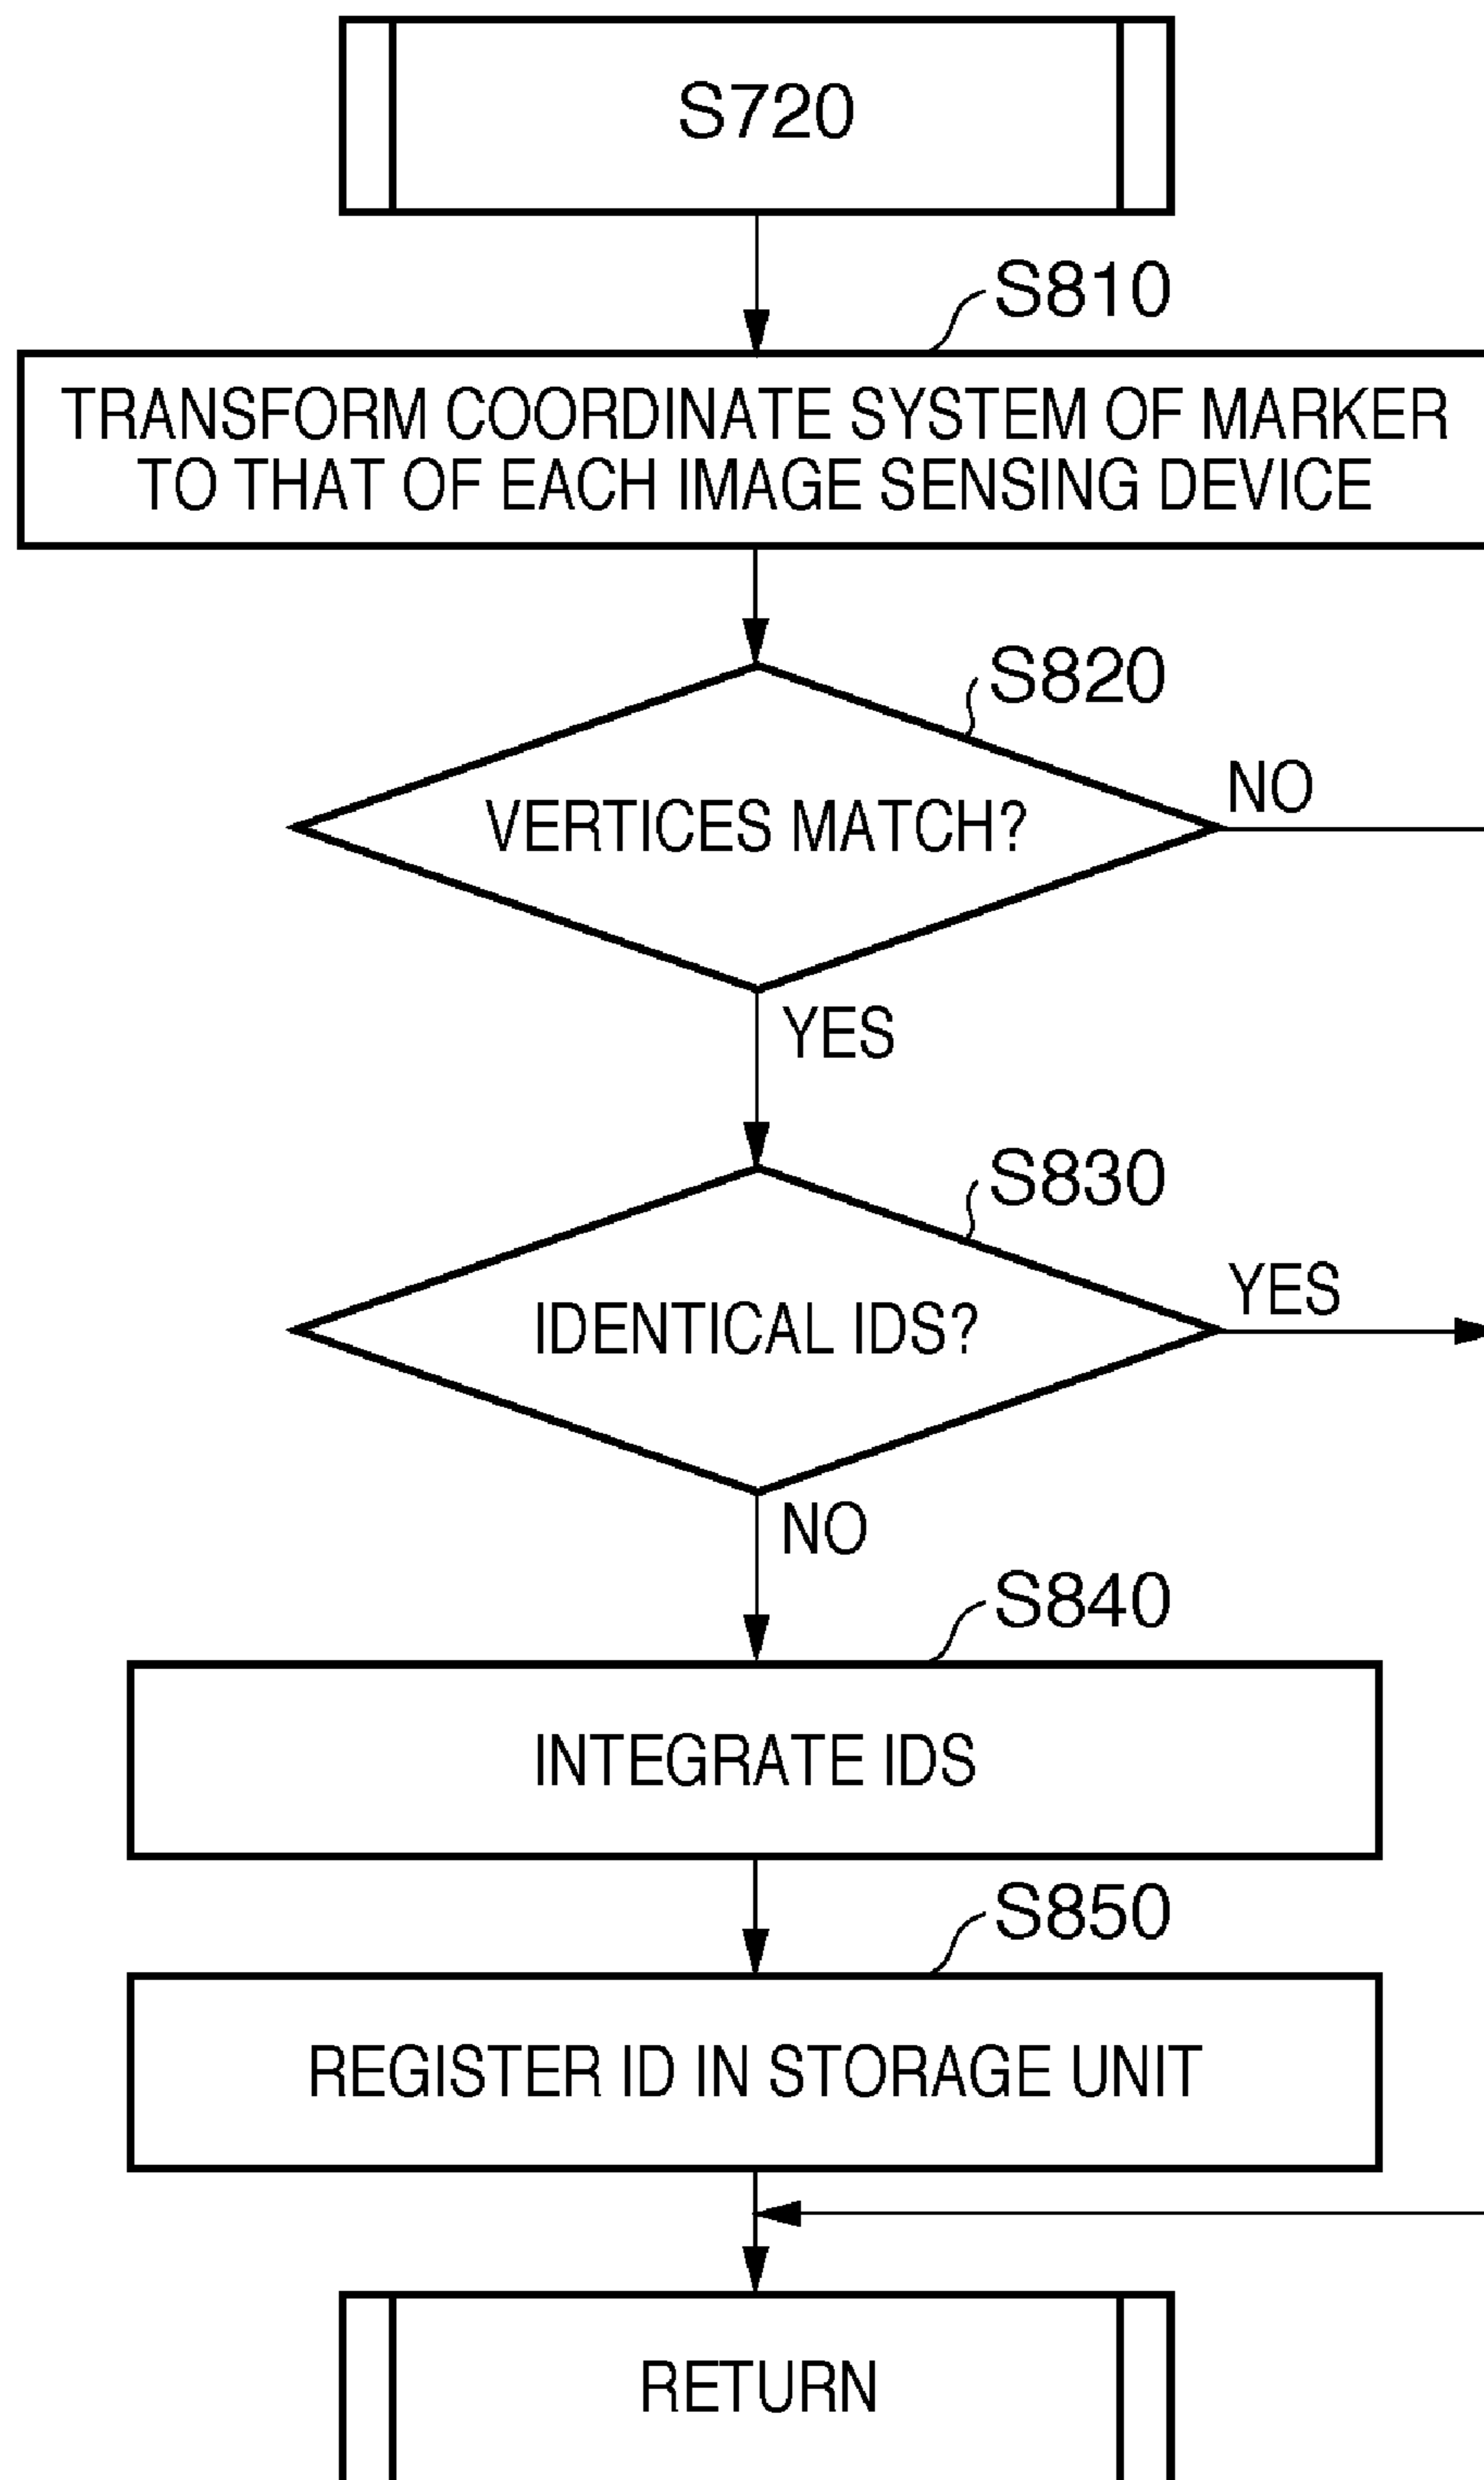 S720
S810
TRANSFORM COORDINATE SYSTEM OF MARKER
TO THAT OF EACH IMAGE SENSING DEVICE
S820
NO
VERTICES MATCH?
YES
S830
YES
IDENTICAL IDS?
NO
S840
INTEGRATE IDS
S850
REGISTER ID IN STORAGE UNIT
RETURN